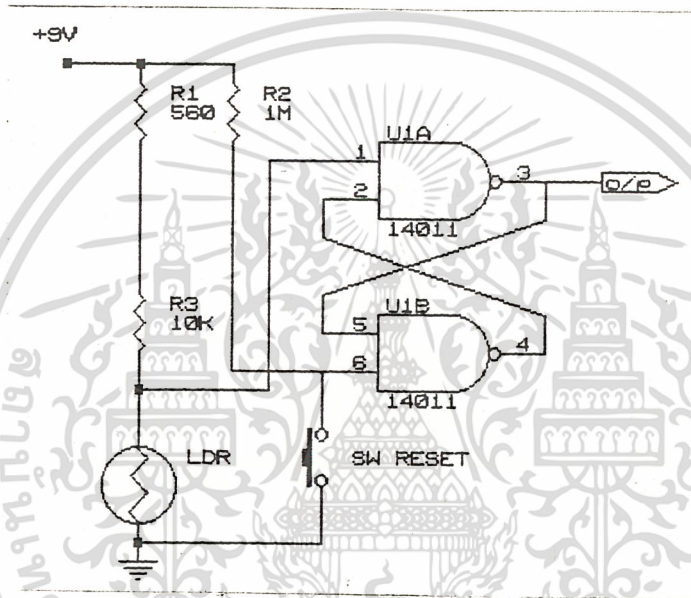 +9V
R1
560
R2
1M
U1A
1
2
3
o/p
14011
R3
10K
U1B
5
6
4
14011
LDR
SW RESET